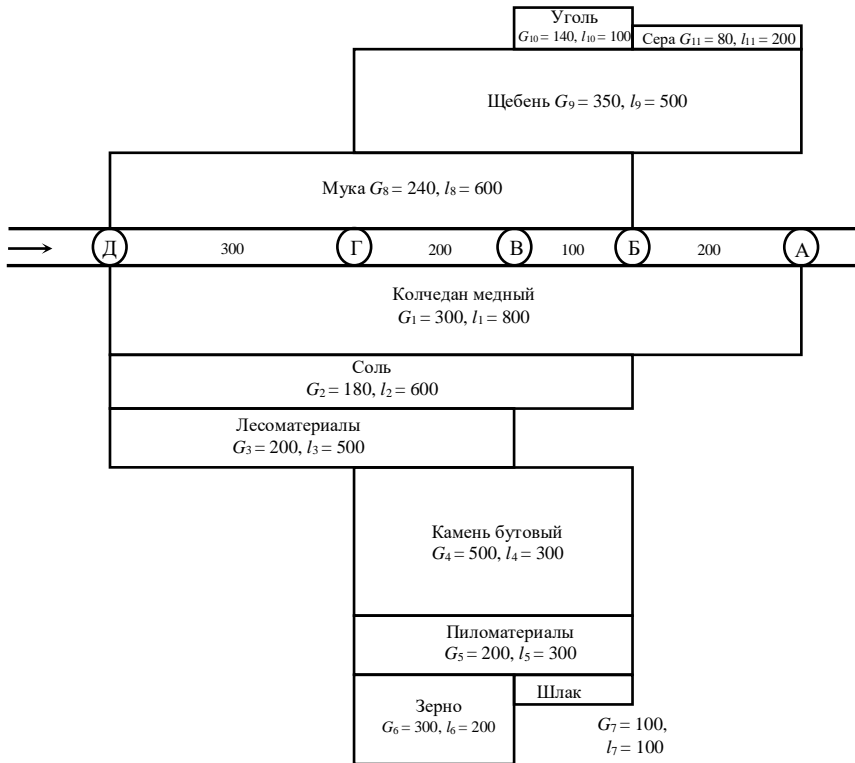 Уголь
G10 = 140, l10 = 100
Сера G11 = 80, l11 = 200
Щебень G9 = 350, l9 = 500
Мука G8 = 240, l8 = 600
Д 300 Г 200 В 100 Б 200 А
Колчедан медный
G1 = 300, l1 = 800
Соль
G2 = 180, l2 = 600
Лесоматериалы
G3 = 200, l3 = 500
Камень бутовый
G4 = 500, l4 = 300
Пиломатериалы
G5 = 200, l5 = 300
Зерно
G6 = 300, l6 = 200
Шлак
G7 = 100,
l7 = 100